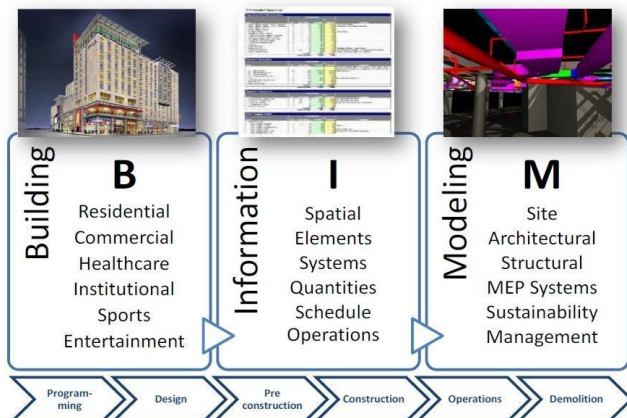 Building
B
Residential
Commercial
Healthcare
Institutional
Sports
Entertainment
Information
I
Spatial
Elements
Systems
Quantities
Schedule
Operations
Modeling
M
Site
Architectural
Structural
MEP Systems
Sustainability
Management
Program-
ming
Design
Pre
construction
Construction
Operations
Demolition